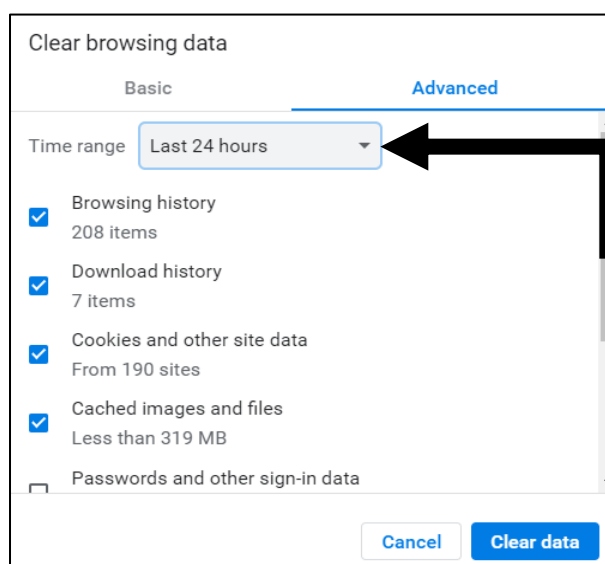 Clear browsing data
Basic
Advanced
Time range
Last 24 hours
Browsing history
208 items
Download history
7 items
Cookies and other site data
From 190 sites
Cached images and files
Less than 319 MB
Passwords and other sign-in data
Cancel
Clear data